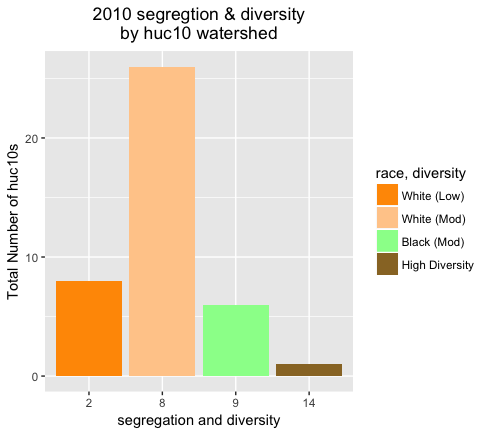 2010 segregtion & diversity
by huc10 watershed
Total Number of huc10s
20
10
0
2
8
9
14
segregation and diversity
race, diversity
White (Low)
White (Mod)
Black (Mod)
High Diversity